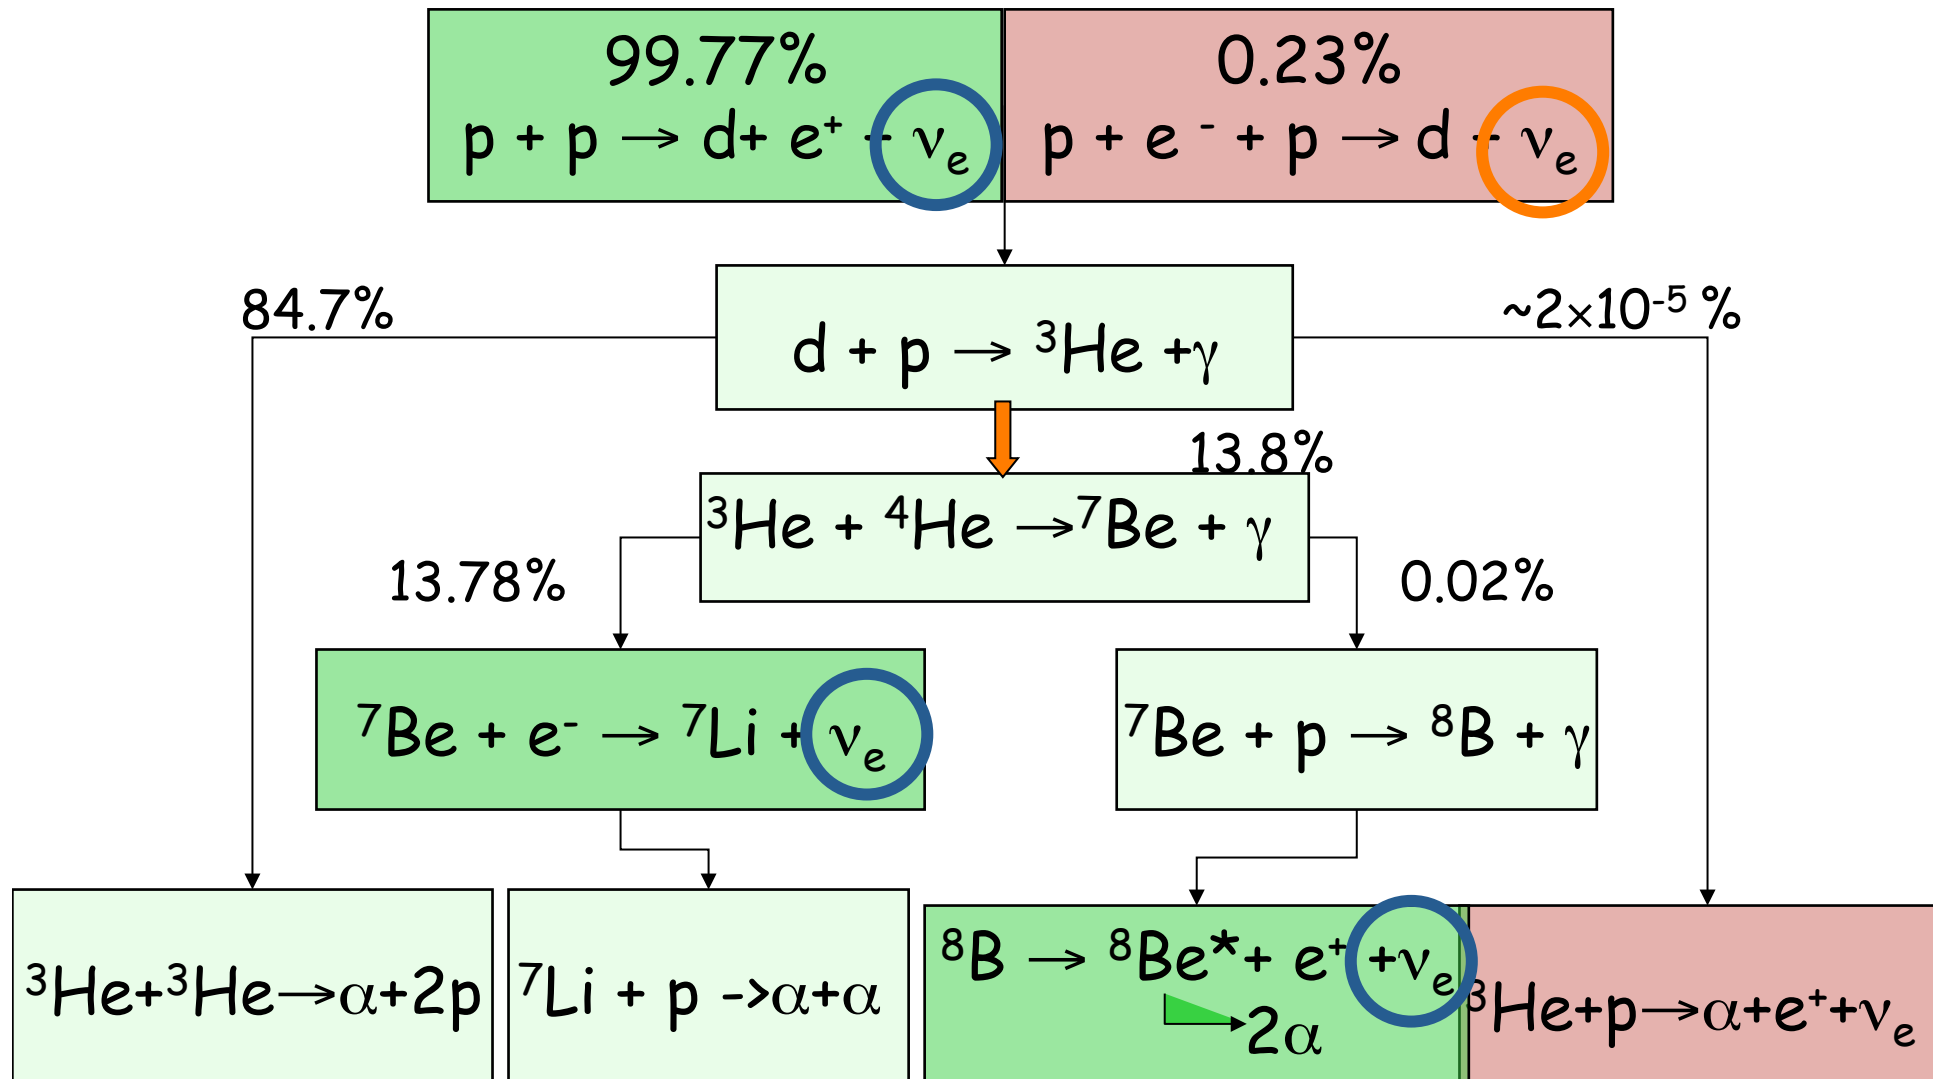 99.77%
p + p → d+ e⁺ + νₑ
0.23%
p + e ⁻ + p → d + νₑ
84.7%
~2×10⁻⁵ %
d + p → ³He +γ
13.8%
³He + ⁴He →⁷Be + γ
13.78%
0.02%
⁷Be + e⁻ → ⁷Li + νₑ
⁷Be + p → ⁸B + γ
³He+³He→α+2p
⁷Li + p ->α+α
⁸B → ⁸Be*+ e⁺ +νₑ
2α
³He+p→α+e⁺+νₑ